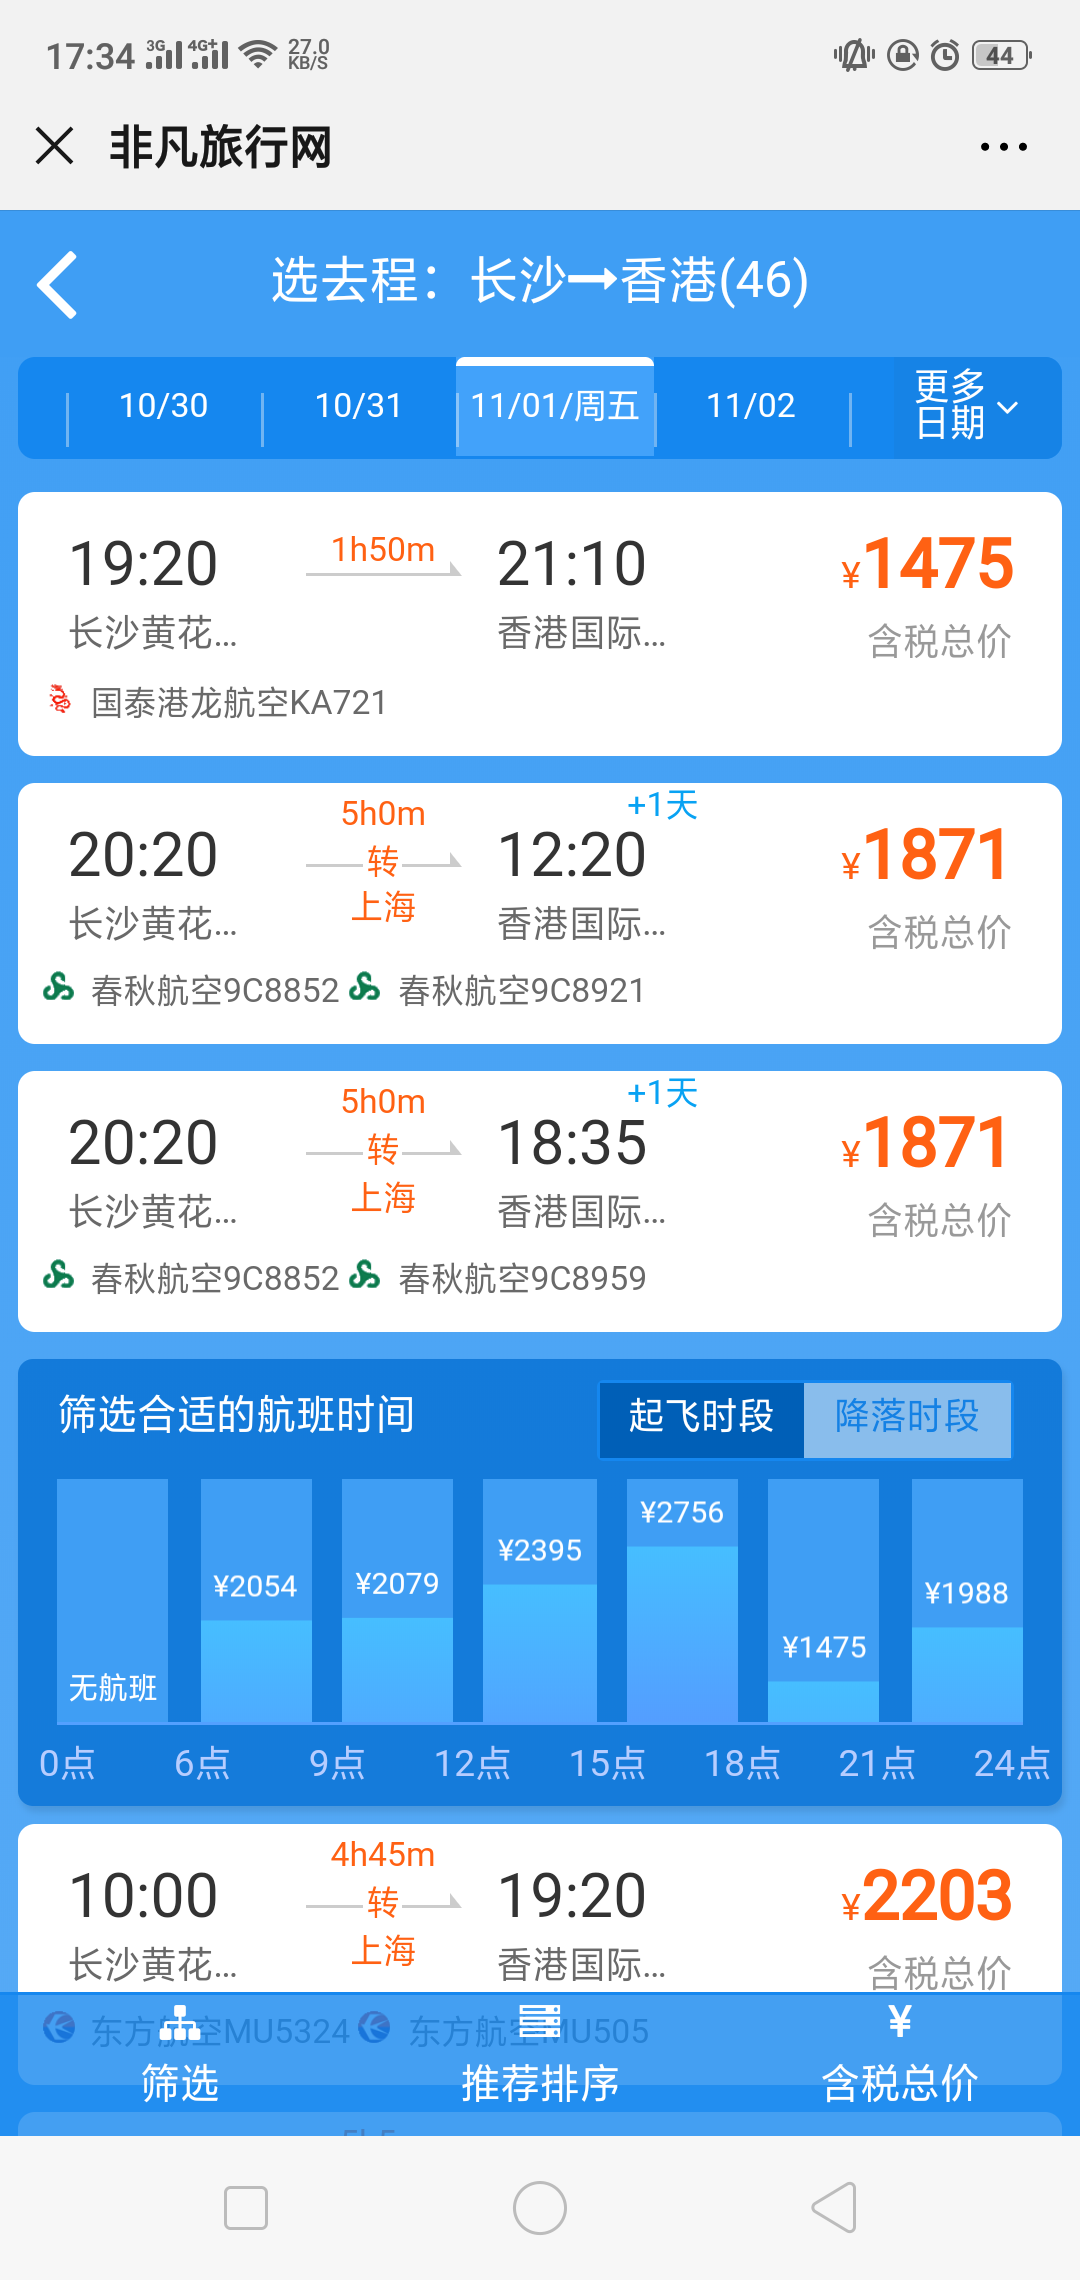 17:34 3G 4G+ 27.0 KB/S 44
非凡旅行网
选去程：长沙→香港(46)
10/30 10/31 11/01/周五 11/02 更多
日期
19:20 1h50m 21:10 ¥1475
长沙黄花... 香港国际... 含税总价
国泰港龙航空KA721
5h0m +1天
20:20 转 12:20 ¥1871
上海
长沙黄花... 香港国际... 含税总价
春秋航空9C8852 春秋航空9C8921
5h0m +1天
20:20 转 18:35 ¥1871
上海
长沙黄花... 香港国际... 含税总价
春秋航空9C8852 春秋航空9C8959
筛选合适的航班时间 起飞时段 降落时段
无航班 ¥2054 ¥2079 ¥2395 ¥2756 ¥1475 ¥1988
0点 6点 9点 12点 15点 18点 21点 24点
4h45m
10:00 转 19:20 ¥2203
上海
长沙黄花... 香港国际... 含税总价
东方航空MU5324 东方航空MU505
¥
筛选 推荐排序 含税总价